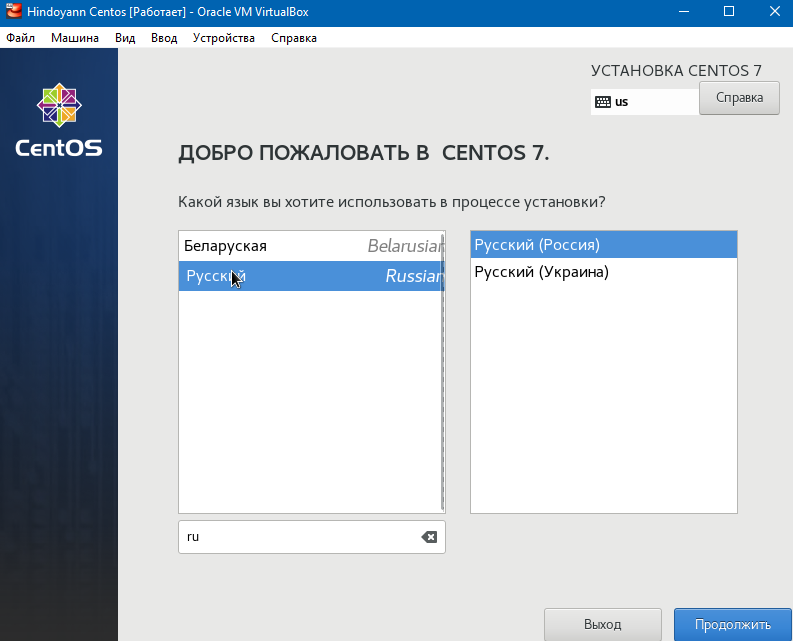 Hindoyann Centos [Работает] - Oracle VM VirtualBox
Файл Машина Вид Ввод Устройства Справка
УСТАНОВКА CENTOS 7
us Справка
CentOS
ДОБРО ПОЖАЛОВАТЬ В CENTOS 7.
Какой язык вы хотите использовать в процессе установки?
Беларуская Belarusian
Русский Russian
Русский (Россия)
Русский (Украина)
ru
Выход Продолжить